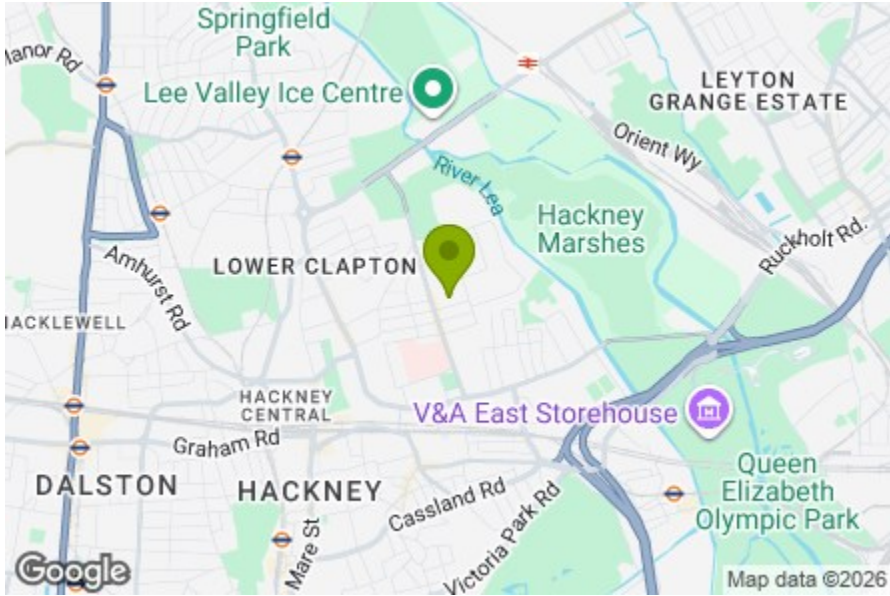 Springfield
Park
Manor Rd
Lee Valley Ice Centre
LEYTON
GRANGE ESTATE
Orient Wy
River Lea
Hackney
Marshes
Ruckholt Rd.
LOWER CLAPTON
Amhurst Rd
HACKLEWELL
HACKNEY
CENTRAL
V&A East Storehouse
Graham Rd
DALSTON
HACKNEY
Cassland Rd
Queen
Elizabeth
Olympic Park
Mare St
Victoria Park Rd
Google
Map data ©2026